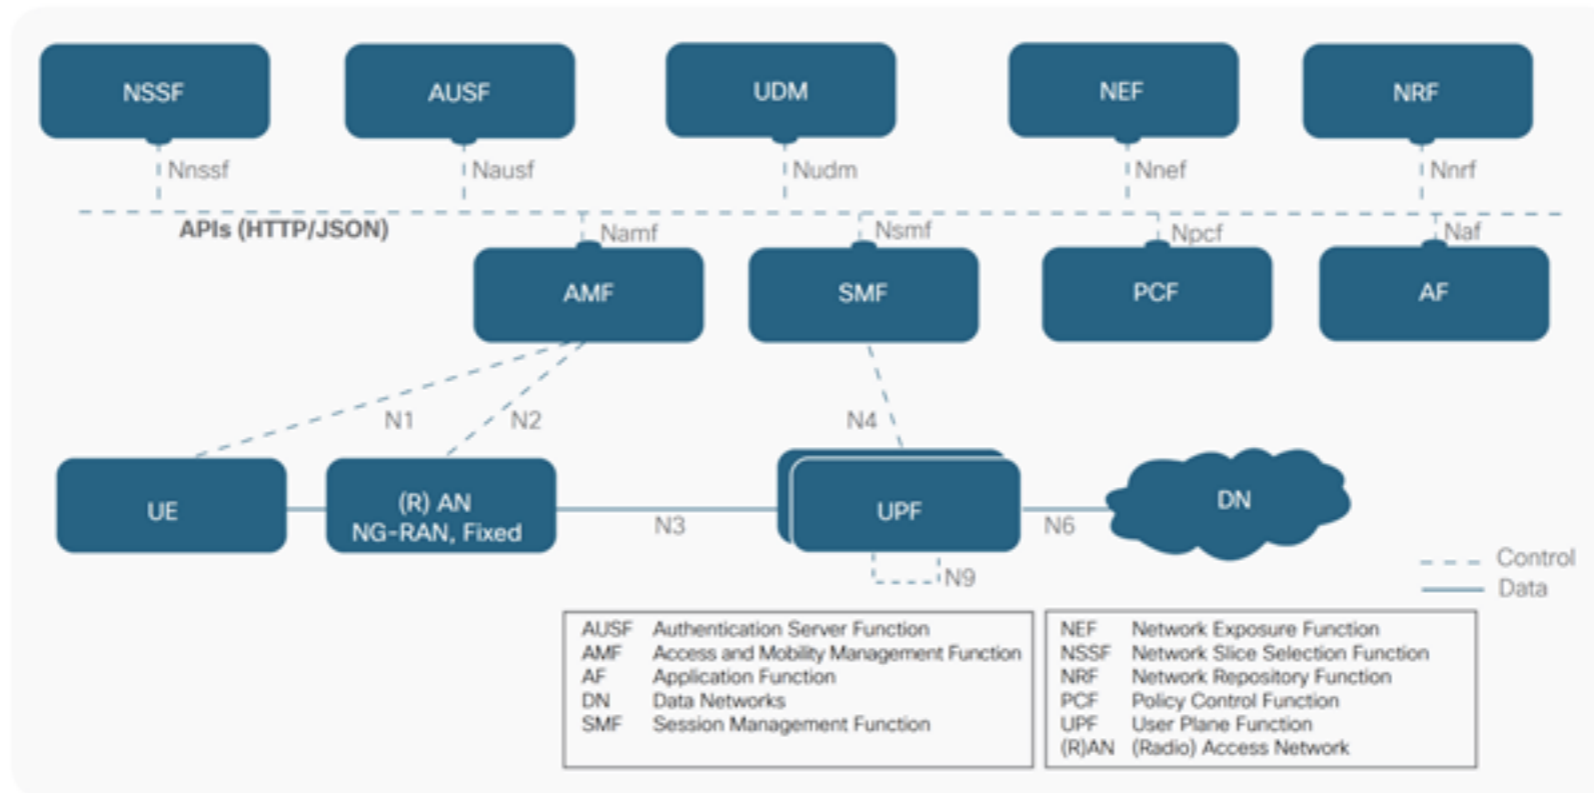 NSSF
AUSF
UDM
NEF
NRF
Nnssf
Nausf
Nudm
Nnef
Nnrf
APIs (HTTP/JSON)
Namf
Nsmf
Npcf
Naf
AMF
SMF
PCF
AF
N1
N2
N4
UE
(R) AN
NG-RAN, Fixed
N3
UPF
N6
DN
N9
Control
Data
AUSF Authentication Server Function
AMF Access and Mobility Management Function
AF Application Function
DN Data Networks
SMF Session Management Function
NEF Network Exposure Function
NSSF Network Slice Selection Function
NRF Network Repository Function
PCF Policy Control Function
UPF User Plane Function
(R)AN (Radio) Access Network